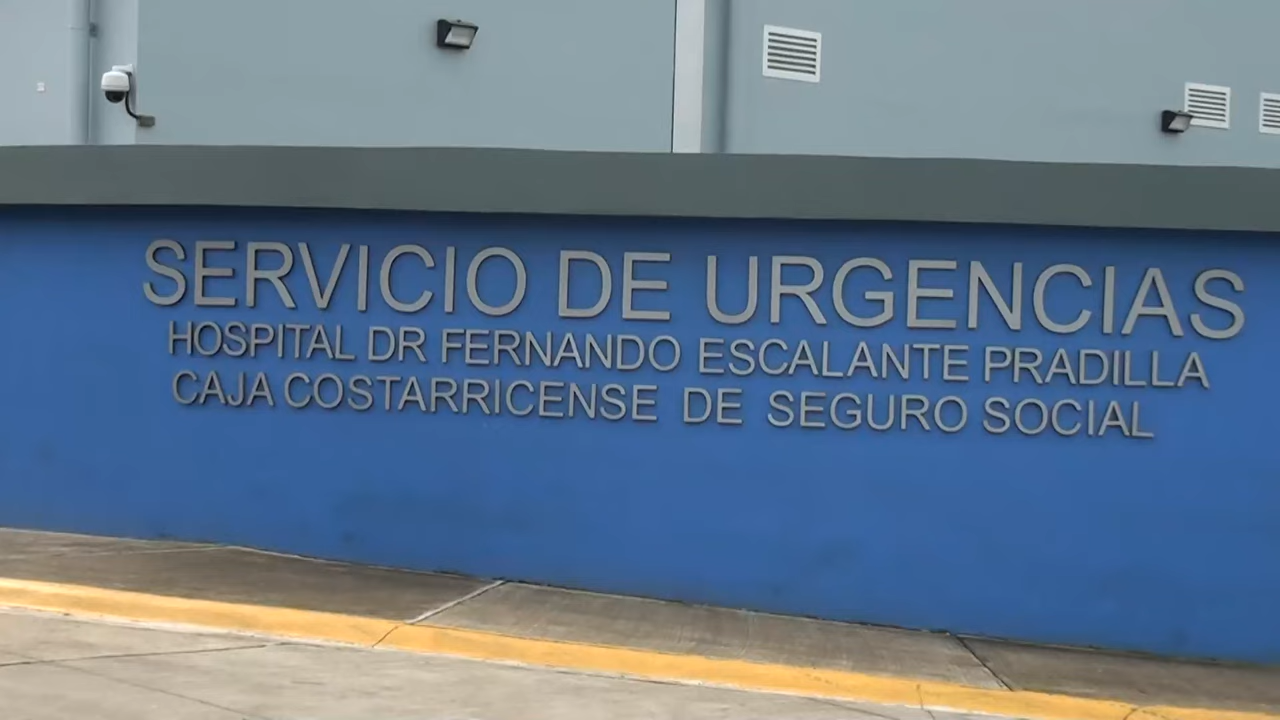 SERVICIO DE URGENCIAS
HOSPITAL DR FERNANDO ESCALANTE PRADILLA
CAJA COSTARRICENSE DE SEGURO SOCIAL